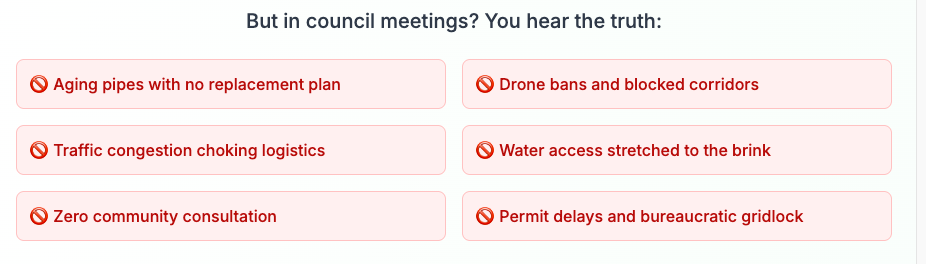 But in council meetings? You hear the truth:
🚫 Aging pipes with no replacement plan
🚫 Drone bans and blocked corridors
🚫 Traffic congestion choking logistics
🚫 Water access stretched to the brink
🚫 Zero community consultation
🚫 Permit delays and bureaucratic gridlock